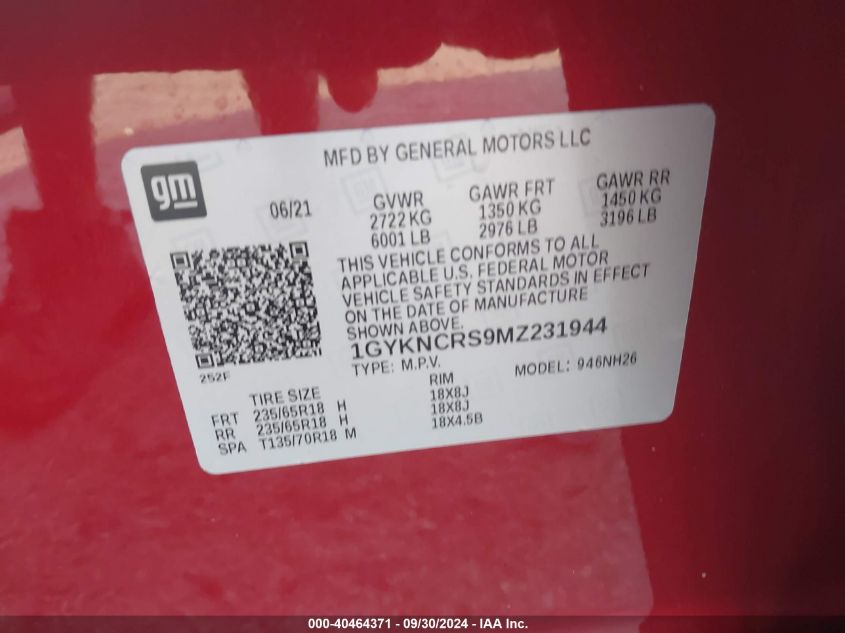 MFD BY GENERAL MOTORS LLC
gm
06/21
GVWR GAWR FRT GAWR RR
2722 KG 1350 KG 1450 KG
6001 LB 2976 LB 3196 LB
THIS VEHICLE CONFORMS TO ALL
APPLICABLE U.S. FEDERAL MOTOR
VEHICLE SAFETY STANDARDS IN EFFECT
ON THE DATE OF MANUFACTURE
SHOWN ABOVE.
1GYKNCRS9MZ231944
TYPE: M.P.V. MODEL: 946NH26
252F
TIRE SIZE RIM
FRT 235/65R18 H 18X8J
RR 235/65R18 H 18X8J
SPA T135/70R18 M 18X4.5B
000-40464371 - 09/30/2024 - IAA Inc.